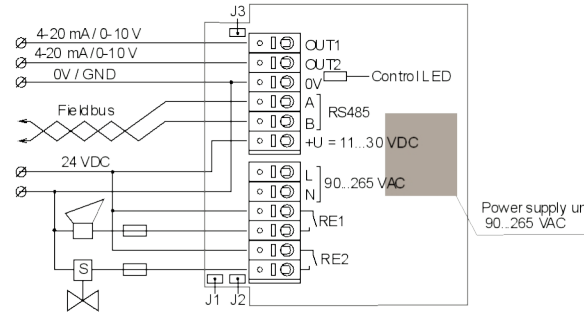 J3
4-20 mA / 0-10 V
OUT1
4-20 mA / 0-10 V
OUT2
0V / GND
0V
Control LED
Fieldbus
A
B
RS485
+U = 11...30 VDC
24 VDC
L
N
90...265 VAC
RE1
Power supply un
90...265 VAC
RE2
S
J1 J2